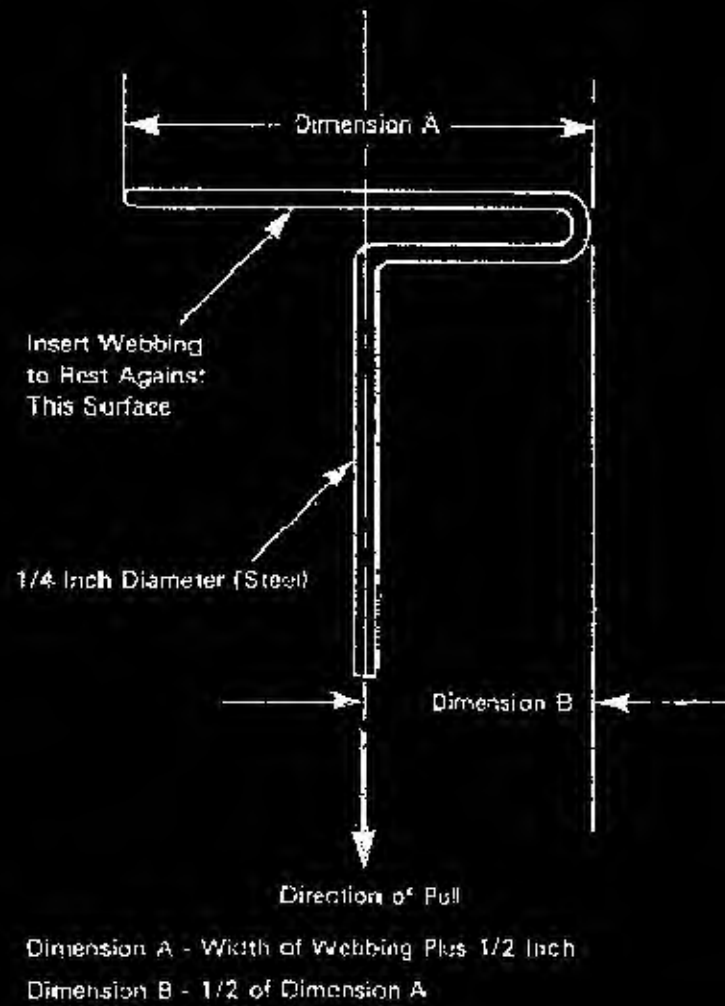 Dimension A
Insert Webbing
to Rest Against
This Surface
1/4 Inch Diameter (Steel)
Dimension B
Direction of Pull
Dimension A - Width of Webbing Plus 1/2 Inch
Dimension B - 1/2 of Dimension A